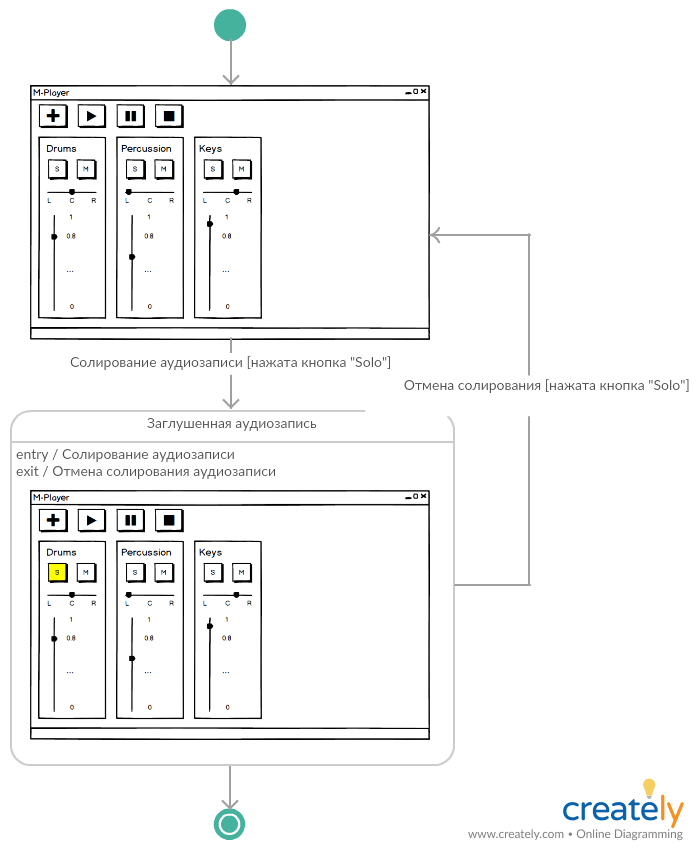 M-Player
Drums Percussion Keys
S M S M S M
L C R L C R L C R
1 1 1
0.8 0.8 0.8
... ... ...
0 0 0
Солирование аудиозаписи [нажата кнопка "Solo"]
Отмена солирования [нажата кнопка "Solo"]
Заглушенная аудиозапись
entry / Солирование аудиозаписи
exit / Отмена солирования аудиозаписи
M-Player
Drums Percussion Keys
S M S M S M
L C R L C R L C R
1 1 1
0.8 0.8 0.8
... ... ...
0 0 0
creately
www.creately.com • Online Diagramming